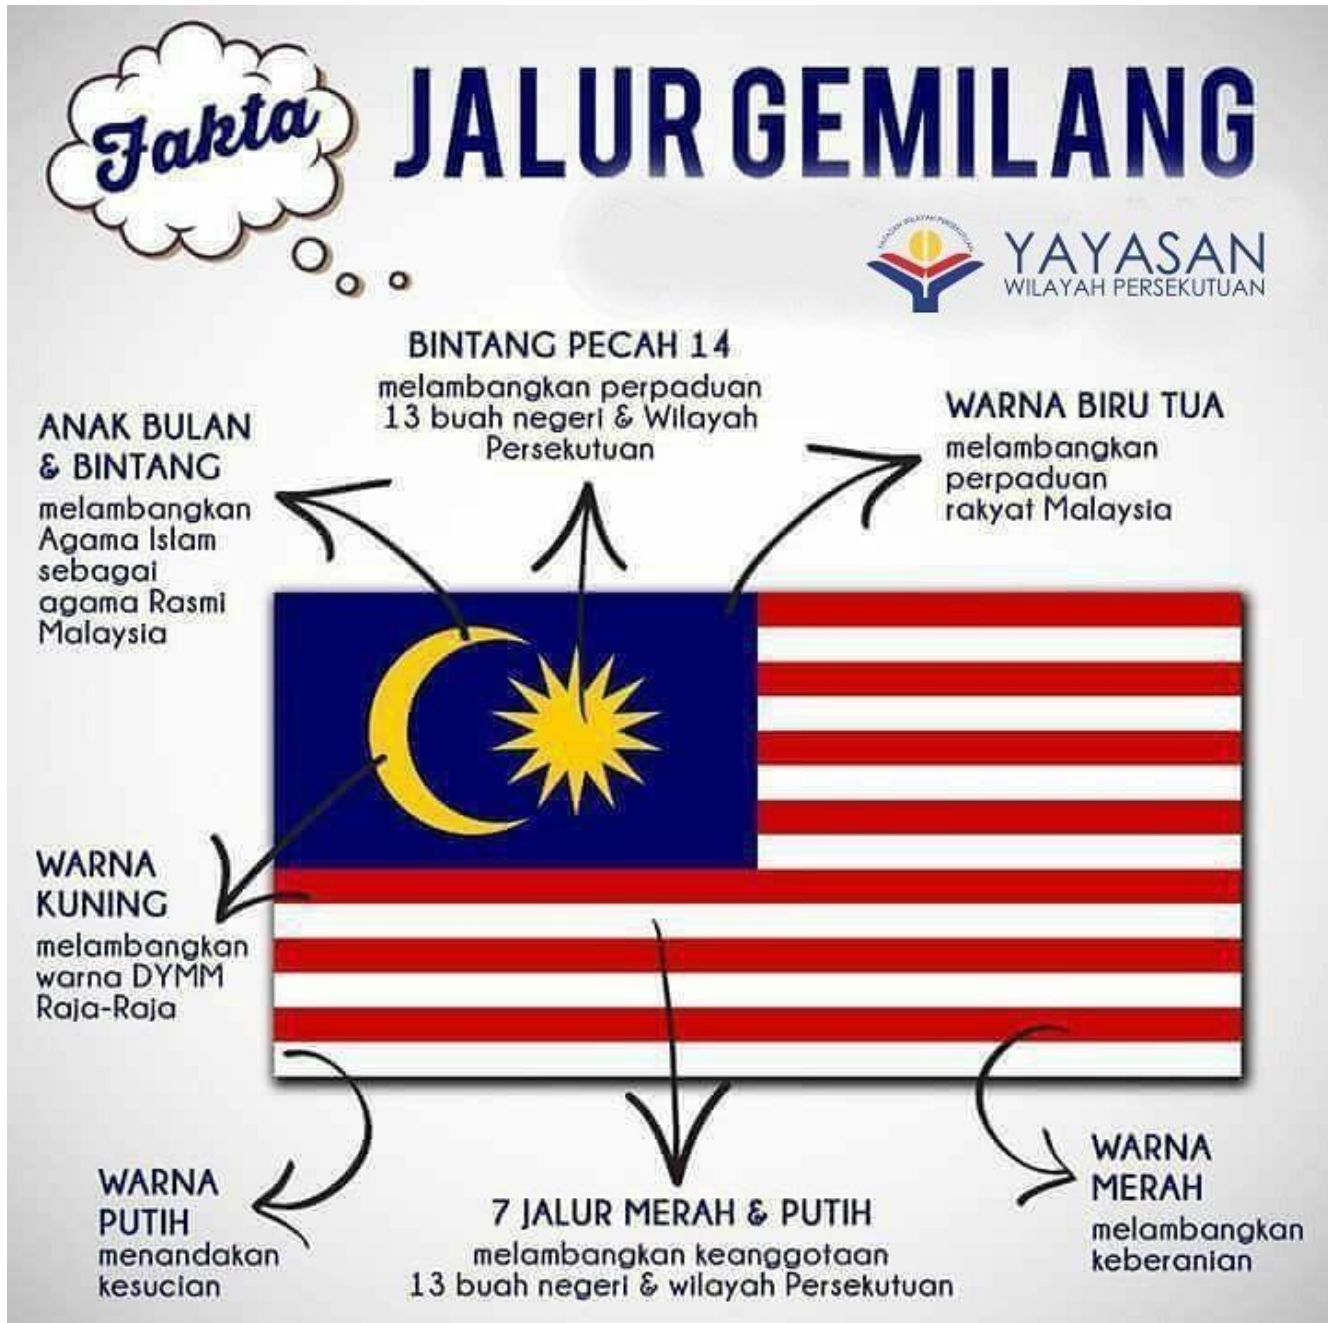 Fakta
JALUR GEMILANG
YAYASAN WILAYAH PERSEKUTUAN
YAYASAN
WILAYAH PERSEKUTUAN
BINTANG PECAH 14
melambangkan perpaduan
13 buah negeri & Wilayah
Persekutuan
ANAK BULAN
& BINTANG
melambangkan
Agama Islam
sebagai
agama Rasmi
Malaysia
WARNA BIRU TUA
melambangkan
perpaduan
rakyat Malaysia
WARNA
KUNING
melambangkan
warna DYMM
Raja-Raja
WARNA
PUTIH
menandakan
kesucian
7 JALUR MERAH & PUTIH
melambangkan keanggotaan
13 buah negeri & wilayah Persekutuan
WARNA
MERAH
melambangkan
keberanian